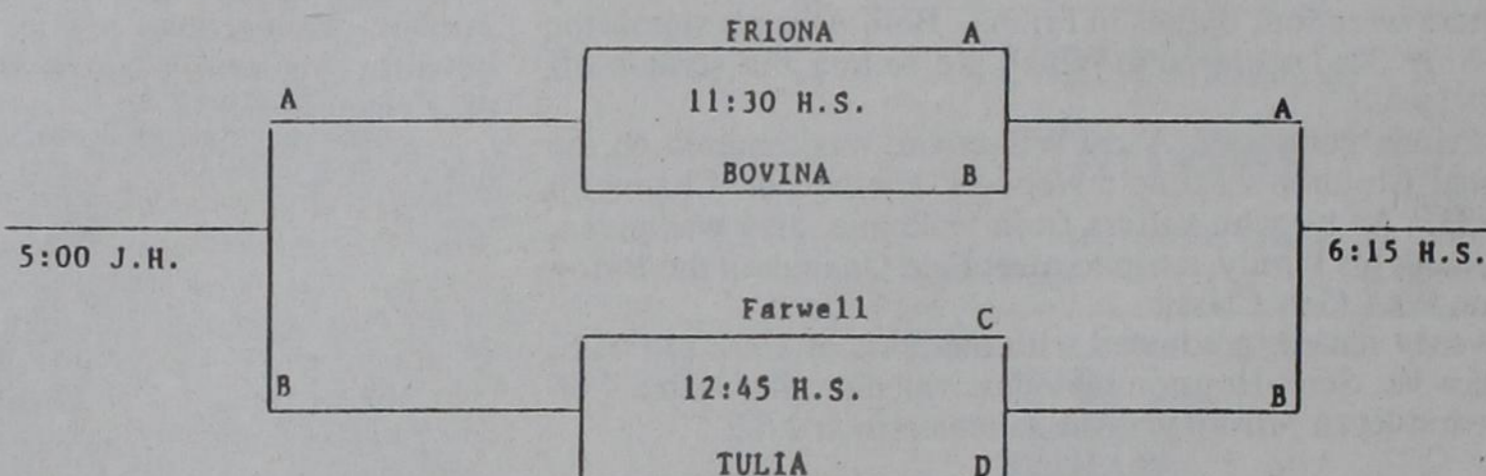 FRIONA A
A 11:30 H.S. A
BOVINA B
5:00 J.H. 6:15 H.S.
Farwell C
B 12:45 H.S. B
TULIA D